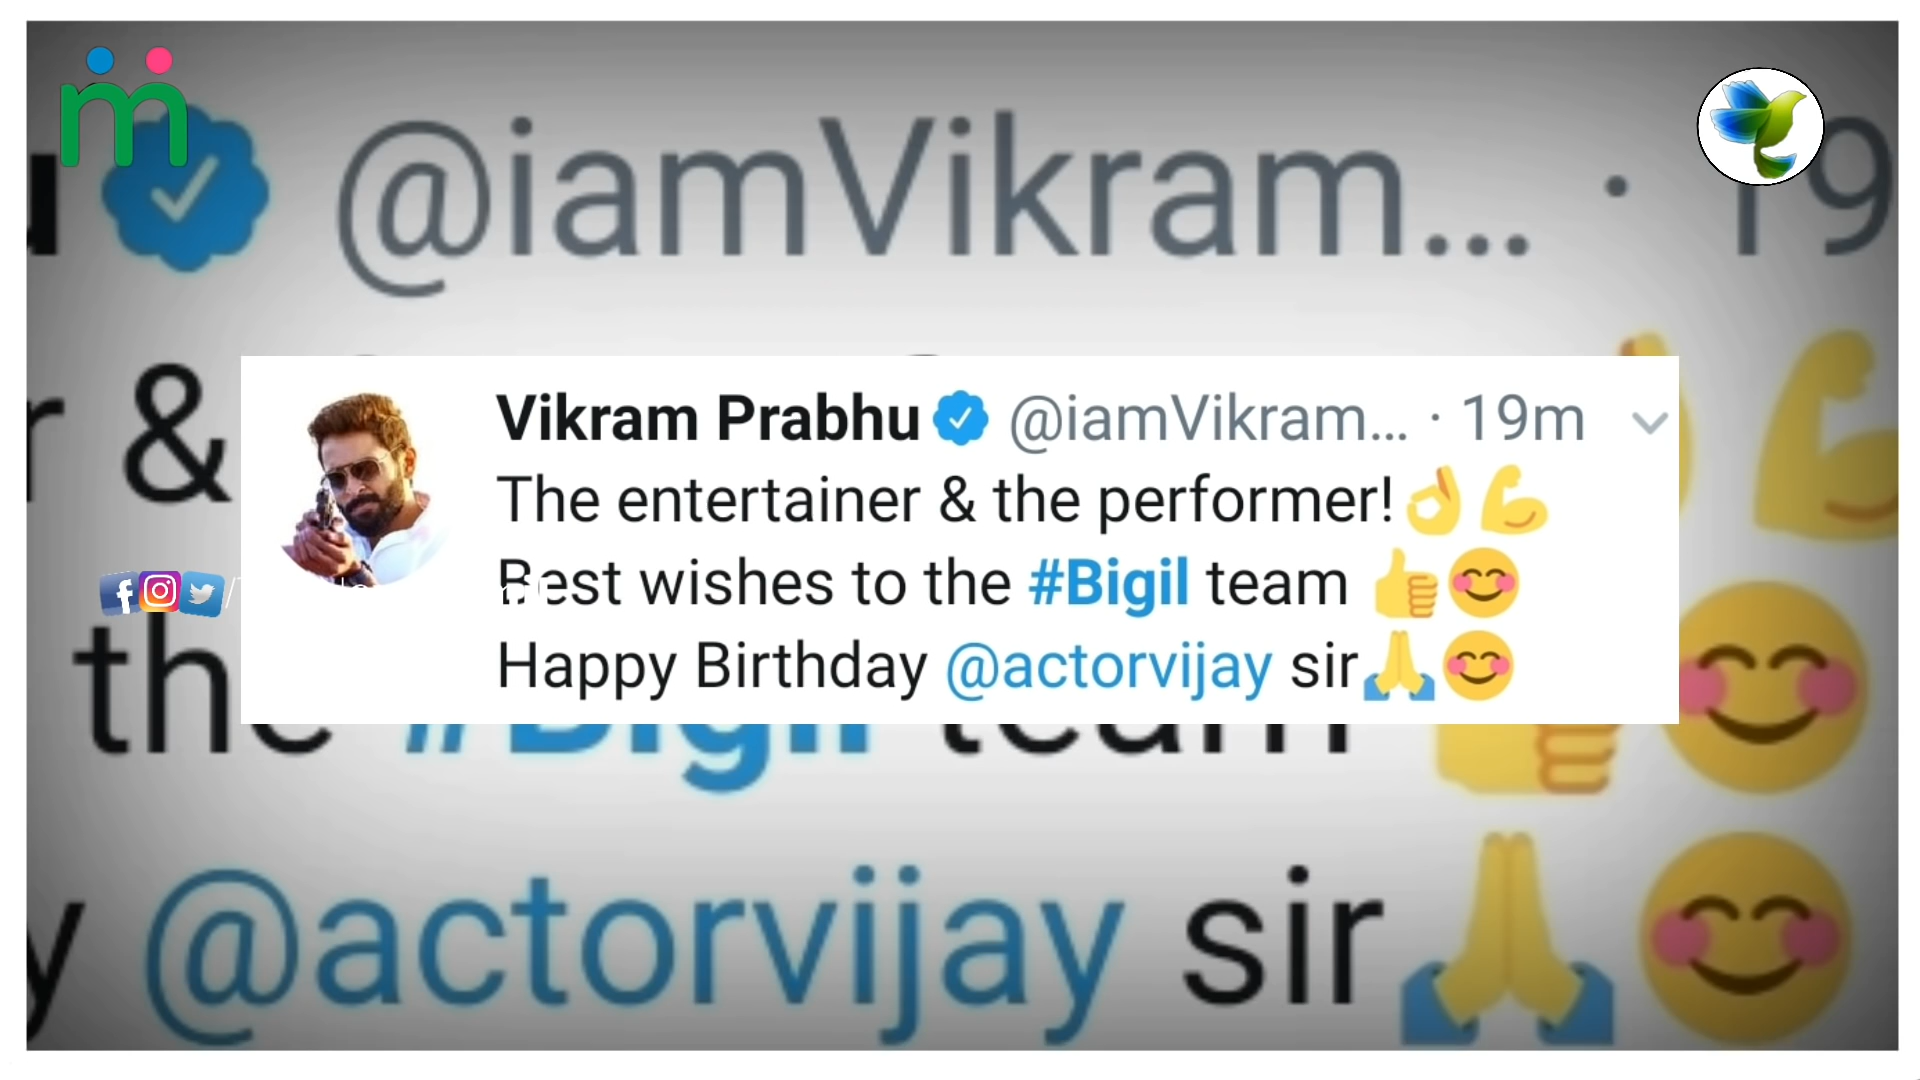 u @iamVikram... · 19
r &
Vikram Prabhu @iamVikram... · 19m
The entertainer & the performer!👌💪
Best wishes to the #Bigil team 👍😊
Happy Birthday @actorvijay sir🙏😊
the #Bigil team
y @actorvijay sir🙏😊